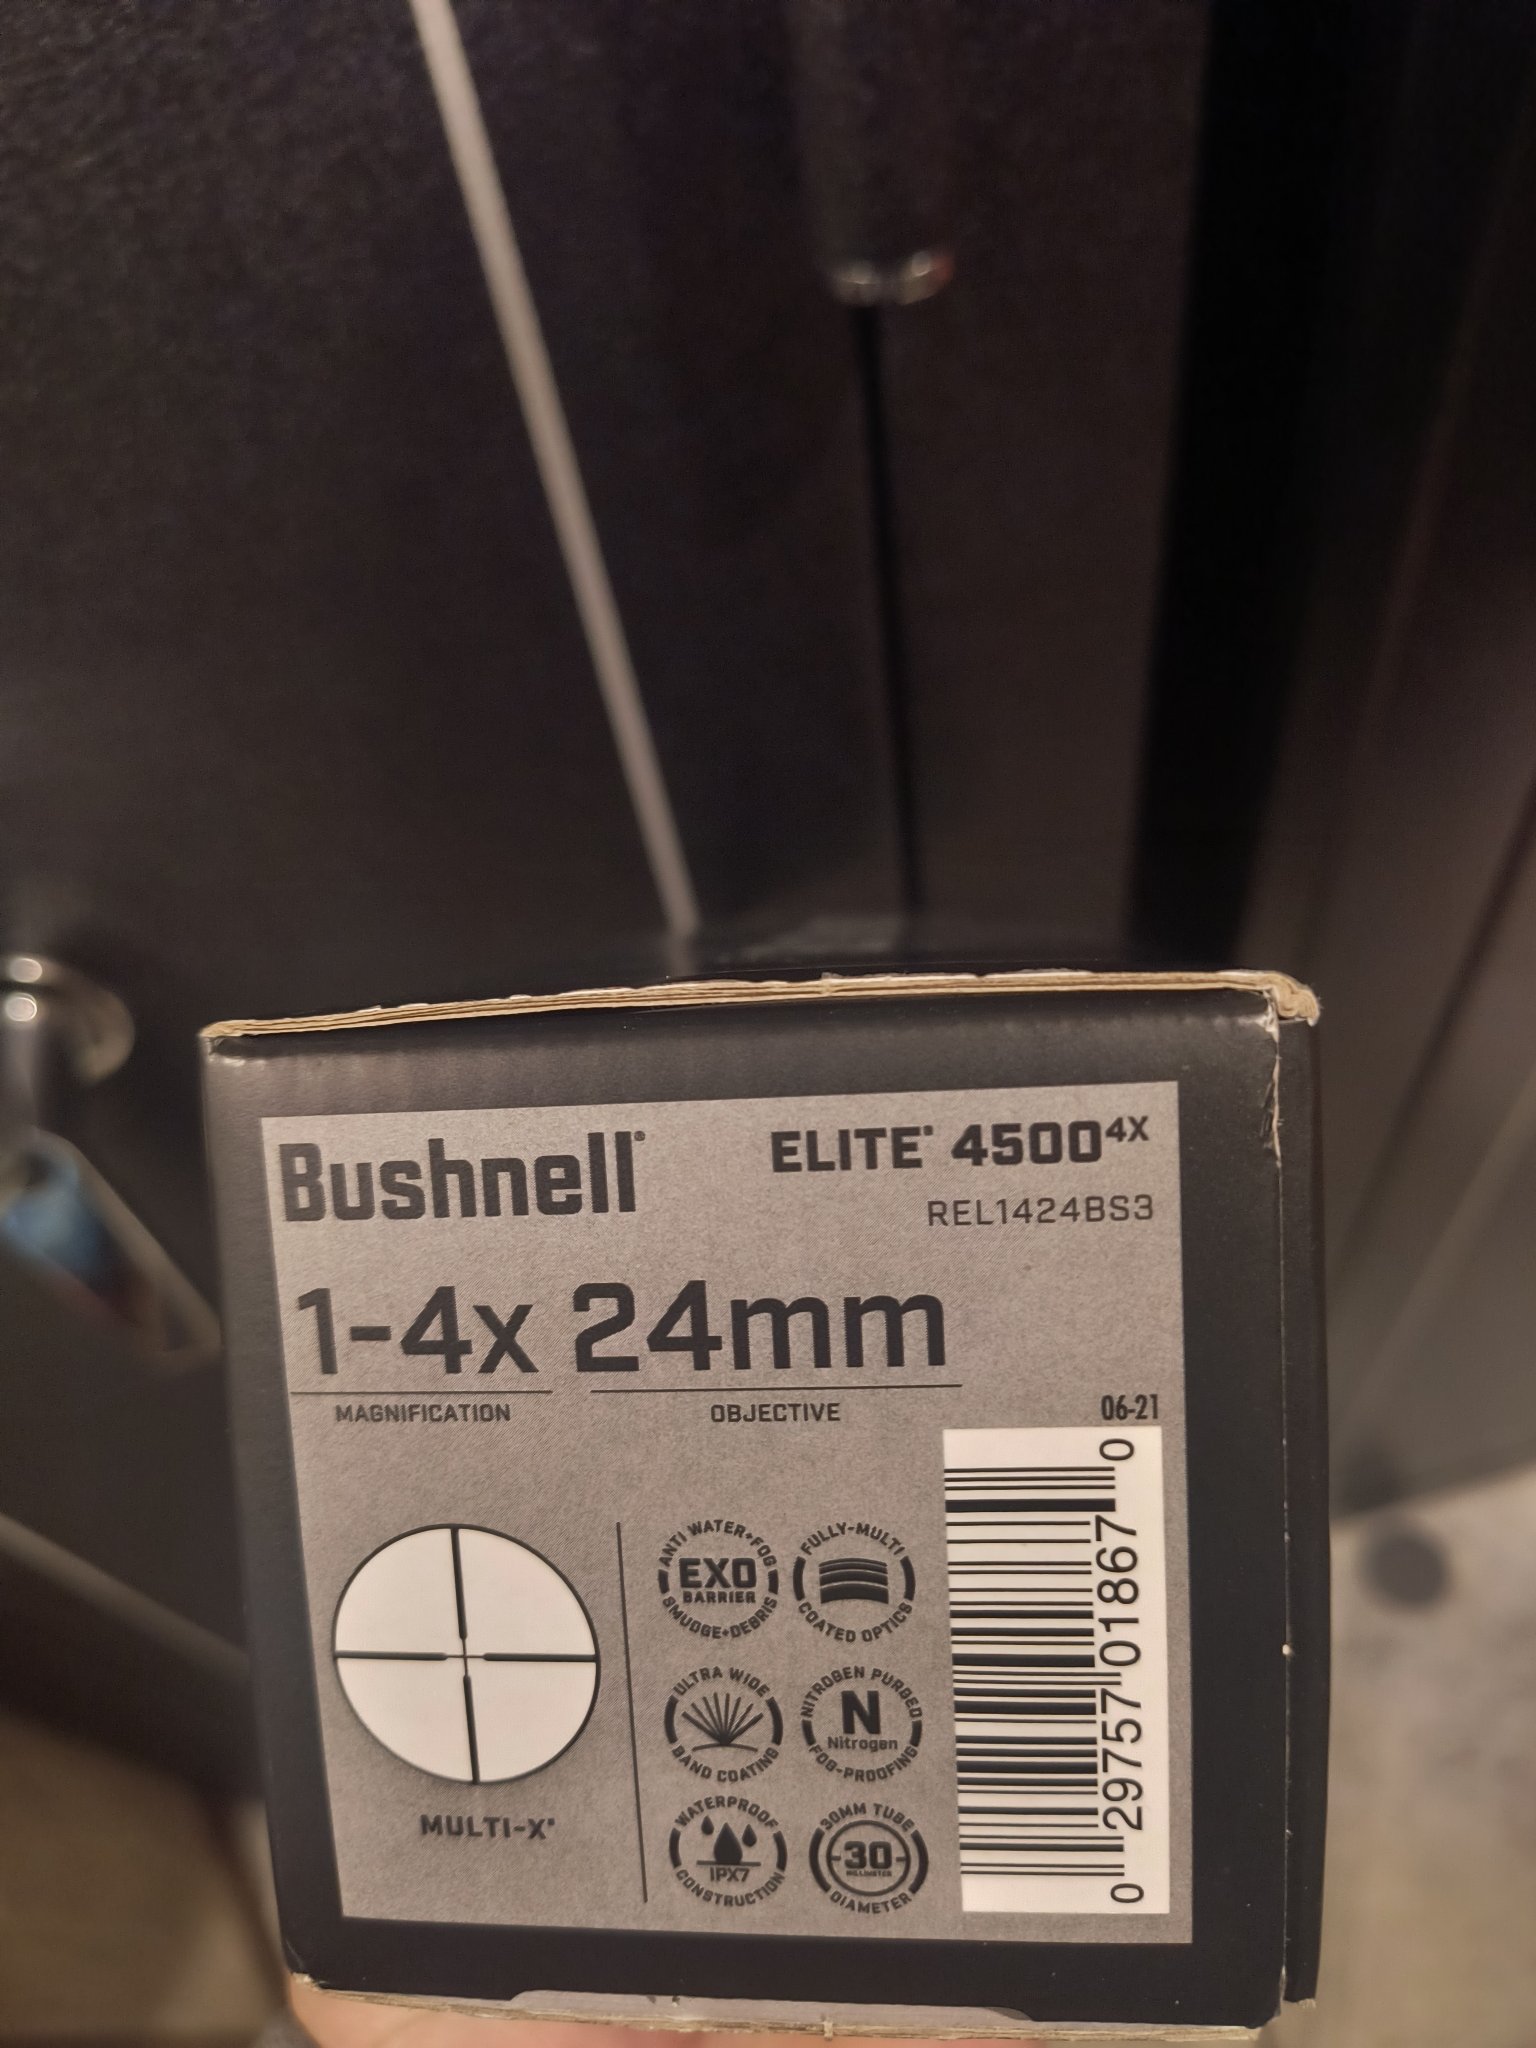 Bushnell®
ELITE® 4500 4X
REL1424BS3
1-4x 24mm
MAGNIFICATION
OBJECTIVE
06-21
MULTI-X®
ANTI WATER+FOG
EXO
BARRIER
SMUDGE+DEBRIS
FULLY-MULTI
COATED OPTICS
ULTRA WIDE
BAND COATING
NITROGEN PURGED
N
Nitrogen
FOG-PROOFING
WATERPROOF
IPX7
CONSTRUCTION
30MM TUBE
30
MILLIMETER
DIAMETER
0 29757 01867 0